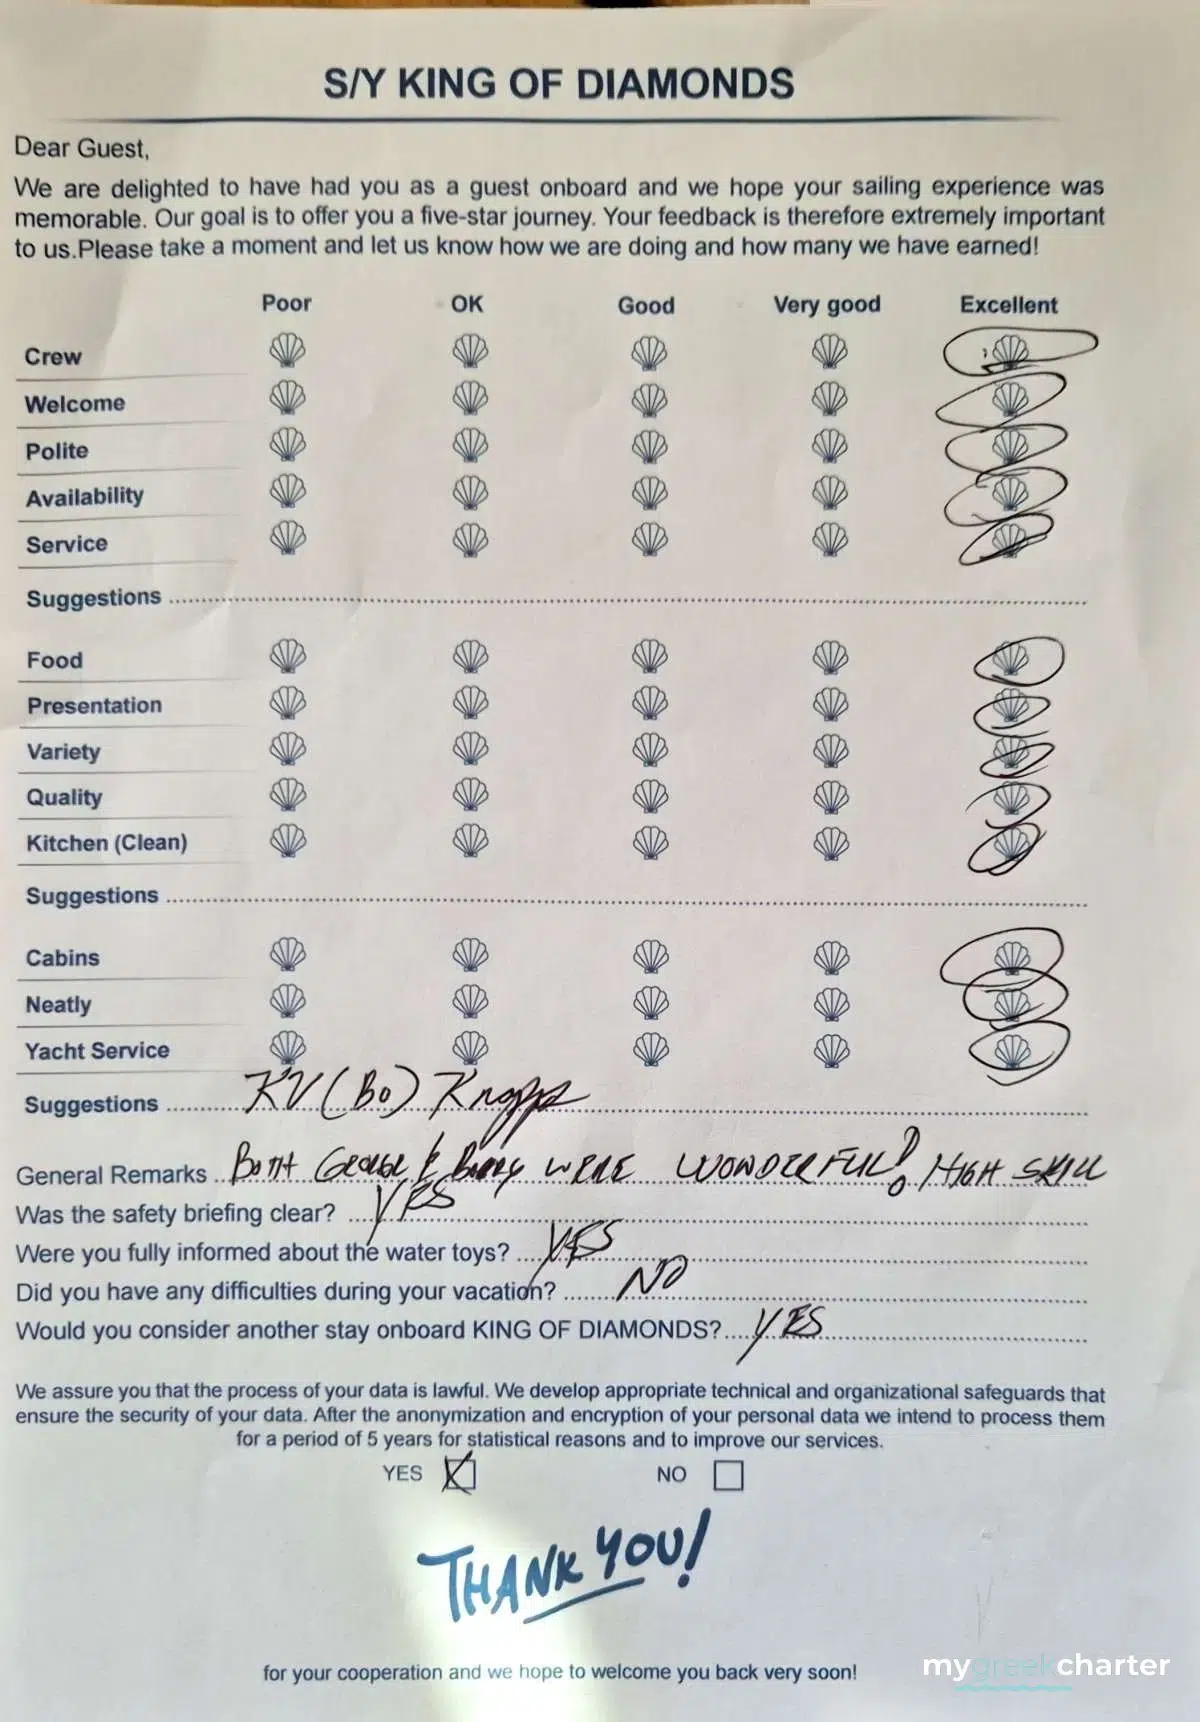 S/Y KING OF DIAMONDS
Dear Guest,
We are delighted to have had you as a guest onboard and we hope your sailing experience was
memorable. Our goal is to offer you a five-star journey. Your feedback is therefore extremely important
to us.Please take a moment and let us know how we are doing and how many we have earned!
Poor OK Good Very good Excellent
Crew
Welcome
Polite
Availability
Service
Suggestions
Food
Presentation
Variety
Quality
Kitchen (Clean)
Suggestions
Cabins
Neatly
Yacht Service
Suggestions KV (Bo) Knapp
General Remarks BOTH GEORGE & WERE WONDERFUL! HIGH SKILL
Was the safety briefing clear? YES
Were you fully informed about the water toys? YES
Did you have any difficulties during your vacation? NO
Would you consider another stay onboard KING OF DIAMONDS? YES
We assure you that the process of your data is lawful. We develop appropriate technical and organizational safeguards that
ensure the security of your data. After the anonymization and encryption of your personal data we intend to process them
for a period of 5 years for statistical reasons and to improve our services.
YES NO
THANK YOU!
for your cooperation and we hope to welcome you back very soon!
mygreekcharter